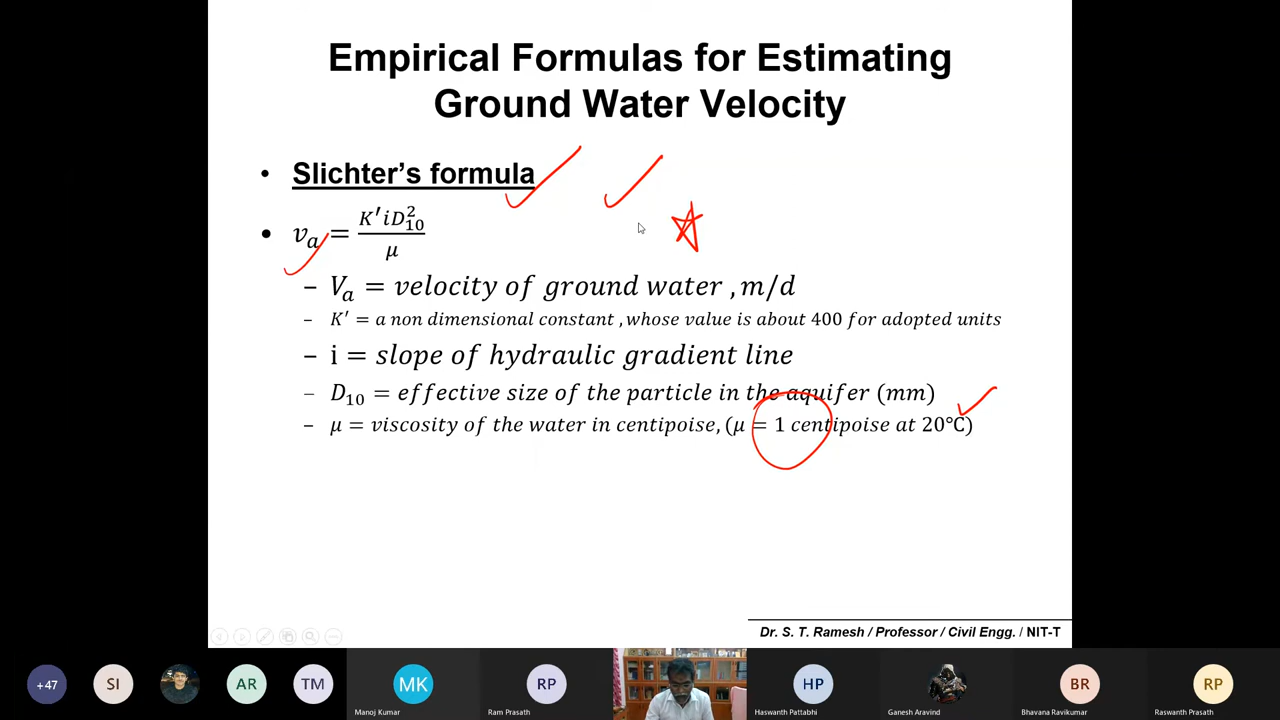 Empirical Formulas for Estimating
Ground Water Velocity
• Slichter's formula
• v_a = K′iD₁₀² / μ
– V_a = velocity of ground water , m/d
– K′ = a non dimensional constant , whose value is about 400 for adopted units
– i = slope of hydraulic gradient line
– D₁₀ = effective size of the particle in the aquifer (mm)
– μ = viscosity of the water in centipoise, (μ = 1 centipoise at 20℃)
Dr. S. T. Ramesh / Professor / Civil Engg. / NIT-T
+47 SI AR TM MK RP HP BR RP
Manoj Kumar Ram Prasath Haswanth Pattabhi Ganesh Aravind Bhavana Ravikumar Raswanth Prasath